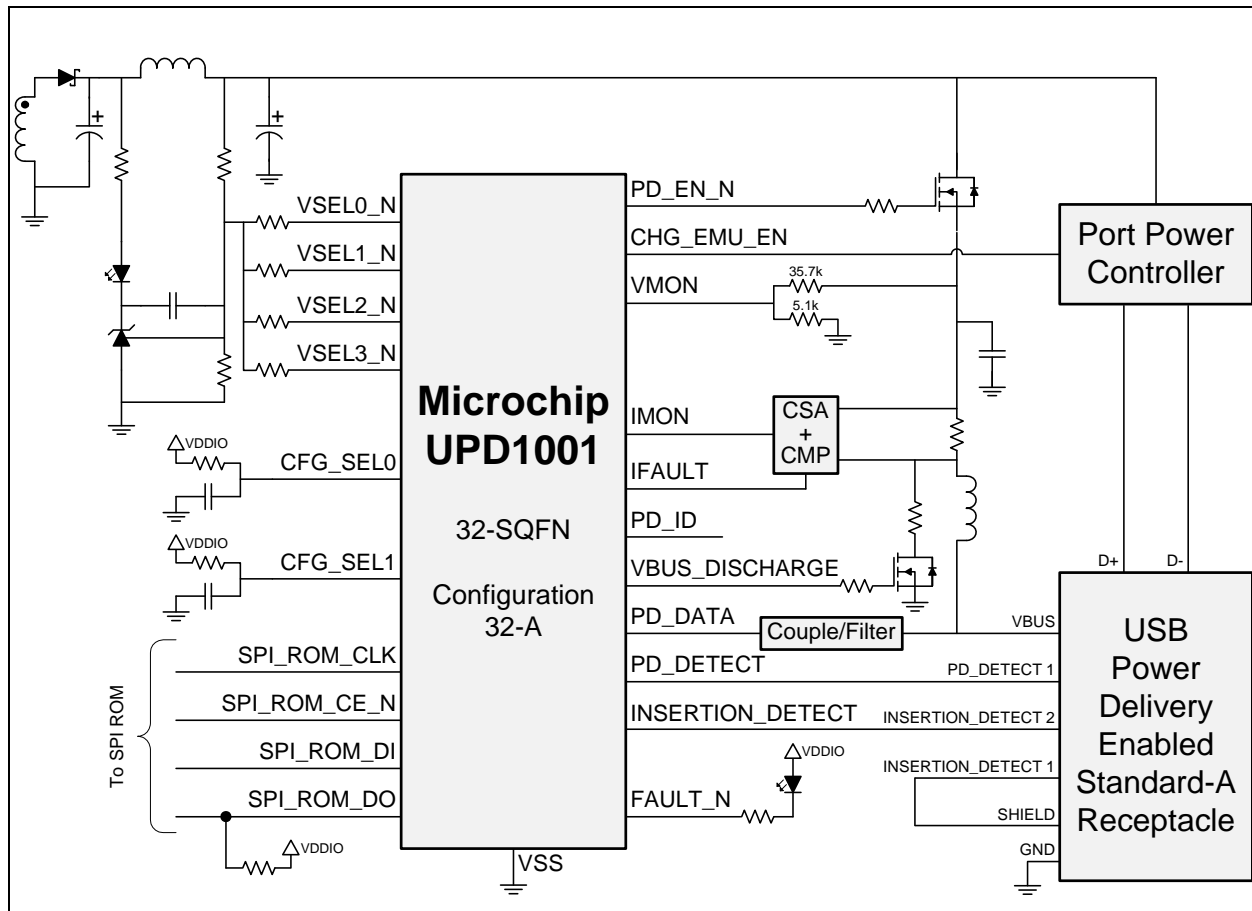 +
+
VSEL0_N
VSEL1_N
VSEL2_N
VSEL3_N
VDDIO
CFG_SEL0
VDDIO
CFG_SEL1
To SPI ROM
SPI_ROM_CLK
SPI_ROM_CE_N
SPI_ROM_DI
SPI_ROM_DO
VDDIO
Microchip
UPD1001
32-SQFN
Configuration
32-A
VSS
PD_EN_N
CHG_EMU_EN
VMON
35.7k
5.1k
IMON
CSA
+
CMP
IFAULT
PD_ID
VBUS_DISCHARGE
PD_DATA
Couple/Filter
PD_DETECT
INSERTION_DETECT
VDDIO
FAULT_N
Port Power
Controller
D+
D-
VBUS
PD_DETECT 1
INSERTION_DETECT 2
INSERTION_DETECT 1
SHIELD
GND
USB
Power
Delivery
Enabled
Standard-A
Receptacle